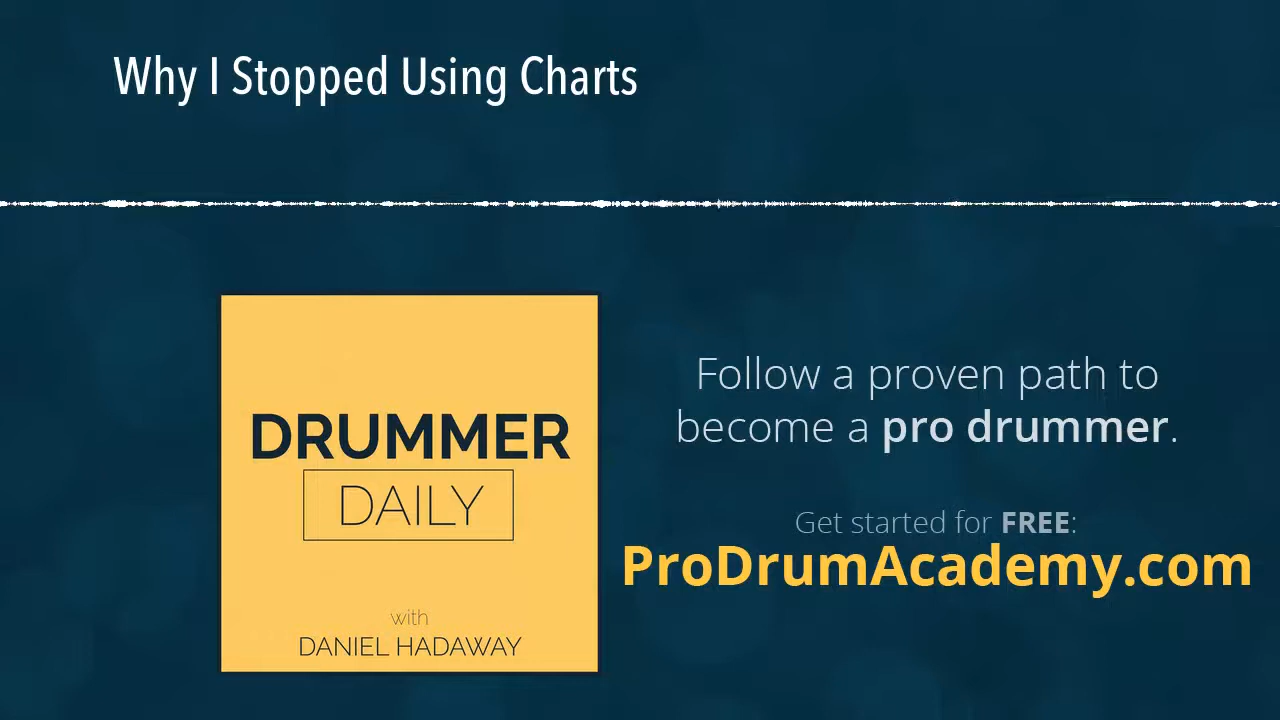 Why I Stopped Using Charts
DRUMMER
DAILY
with
DANIEL HADAWAY
Follow a proven path to
become a pro drummer.
Get started for FREE:
ProDrumAcademy.com